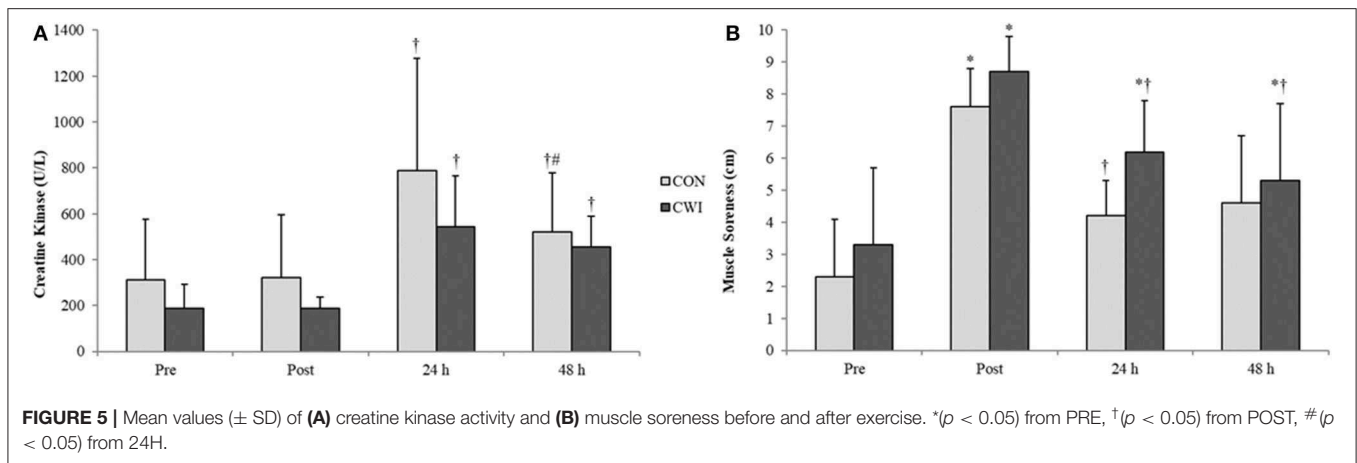 A
1400
1200
1000
800
600
400
200
0
Creatine Kinase (U/L)
†
†
†#
†
Pre Post 24 h 48 h
CON
CWI
B
10
9
8
7
6
5
4
3
2
1
0
Muscle Soreness (cm)
*
*
†
*†
*†
Pre Post 24 h 48 h
FIGURE 5 | Mean values (± SD) of (A) creatine kinase activity and (B) muscle soreness before and after exercise. *(p < 0.05) from PRE, †(p < 0.05) from POST, #(p
< 0.05) from 24H.